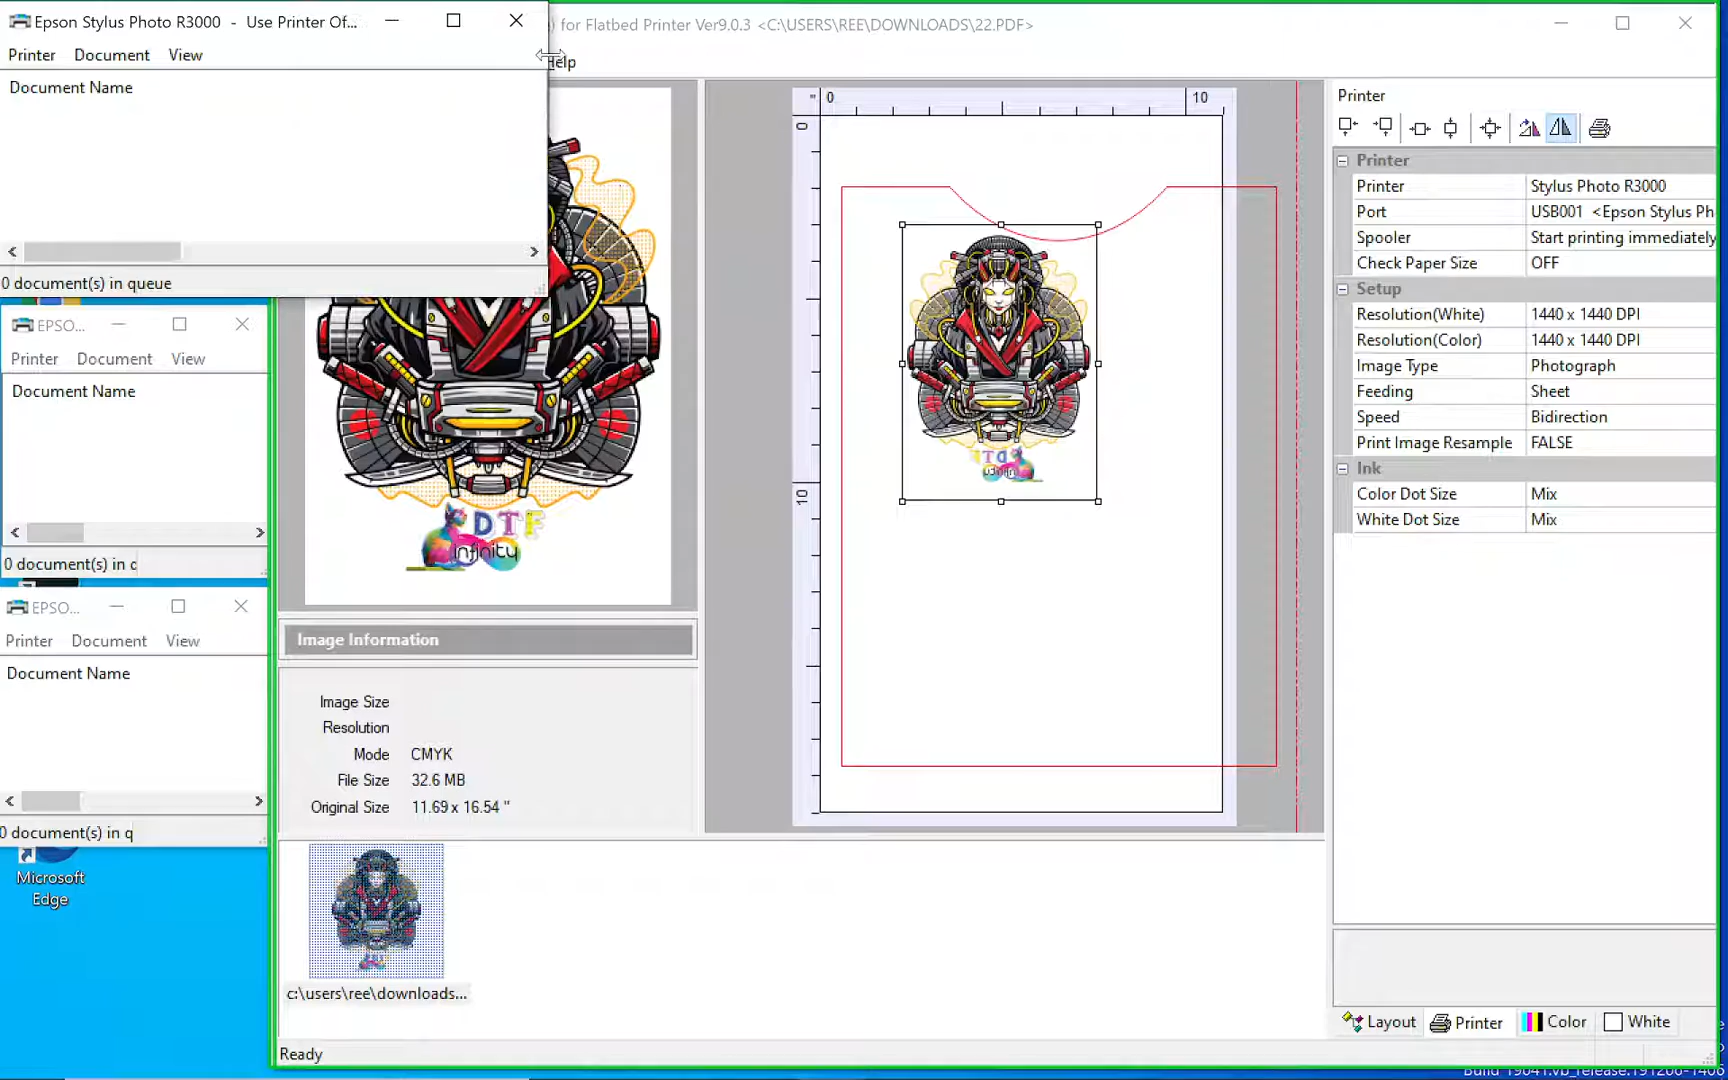 Epson Stylus Photo R3000 - Use Printer Of...
) for Flatbed Printer Ver9.0.3 <C:\USERS\REE\DOWNLOADS\22.PDF>
Printer Document View
Help
Document Name
0 document(s) in queue
EPSO...
Printer Document View
Document Name
0 document(s) in q
EPSO...
Printer Document View
Document Name
0 document(s) in q
Microsoft
Edge
DTF
infinity
Image Information
Image Size
Resolution
Mode CMYK
File Size 32.6 MB
Original Size 11.69 x 16.54 "
c:\users\ree\downloads...
Ready
" 0 10
0
10
Printer
Printer
Printer Stylus Photo R3000
Port USB001 <Epson Stylus Ph
Spooler Start printing immediately
Check Paper Size OFF
Setup
Resolution(White) 1440 x 1440 DPI
Resolution(Color) 1440 x 1440 DPI
Image Type Photograph
Feeding Sheet
Speed Bidirection
Print Image Resample FALSE
Ink
Color Dot Size Mix
White Dot Size Mix
Layout Printer Color White
Build 19041.vb_release.191206-1406